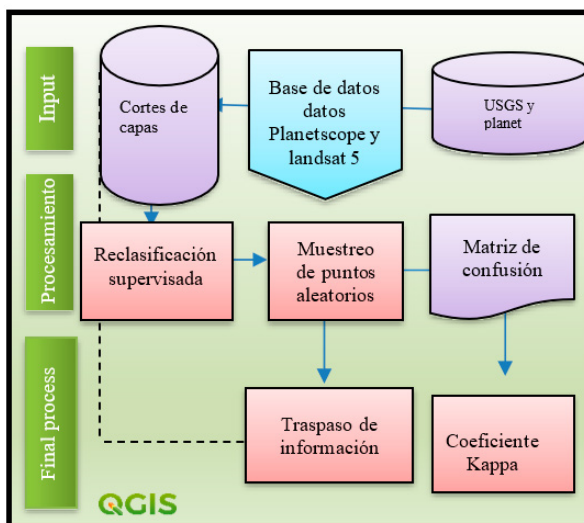 Input
Cortes de
capas
Base de datos
datos
Planetscope y
landsat 5
USGS y
planet
Procesamiento
Reclasificación
supervisada
Muestreo
de puntos
aleatorios
Matriz de
confusión
Final process
Traspaso de
información
Coeficiente
Kappa
QGIS